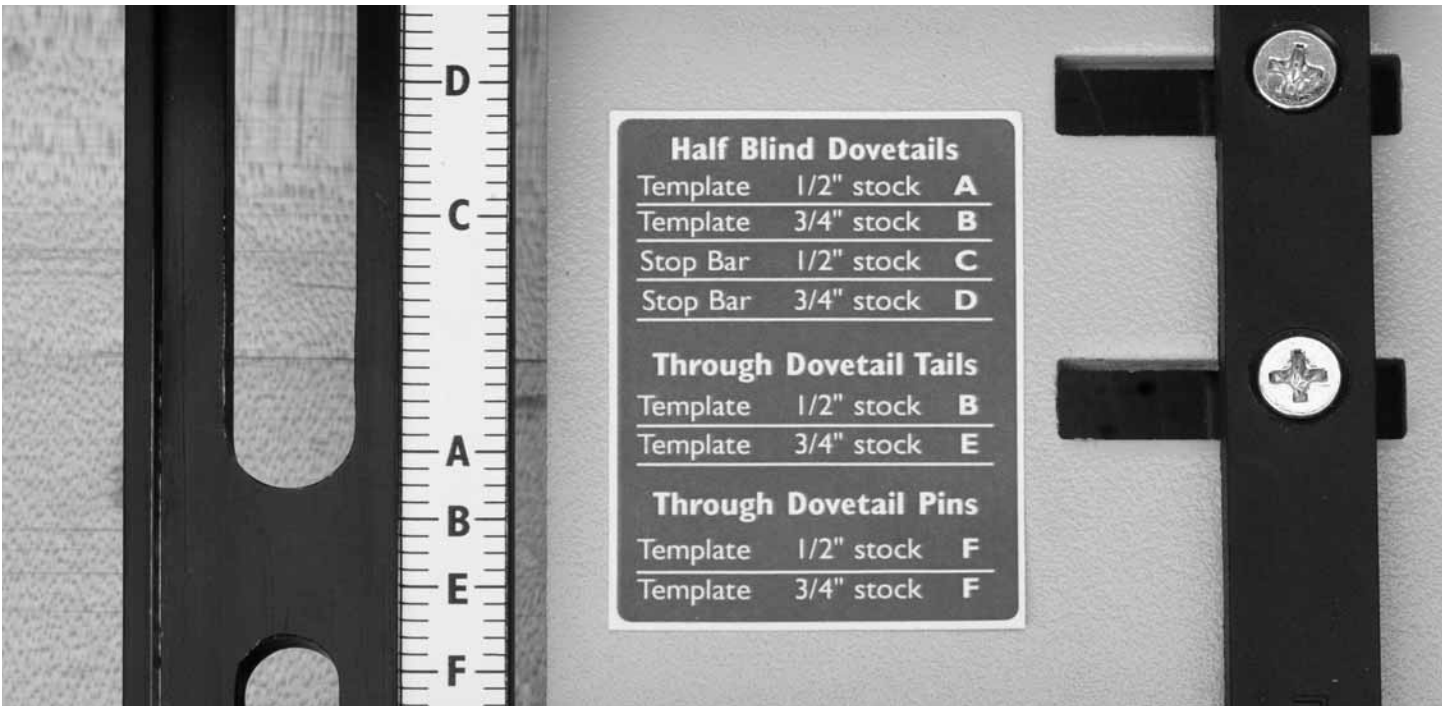 D
C
A
B
E
F
Half Blind Dovetails
Template 1/2" stock A
Template 3/4" stock B
Stop Bar 1/2" stock C
Stop Bar 3/4" stock D
Through Dovetail Tails
Template 1/2" stock B
Template 3/4" stock E
Through Dovetail Pins
Template 1/2" stock F
Template 3/4" stock F